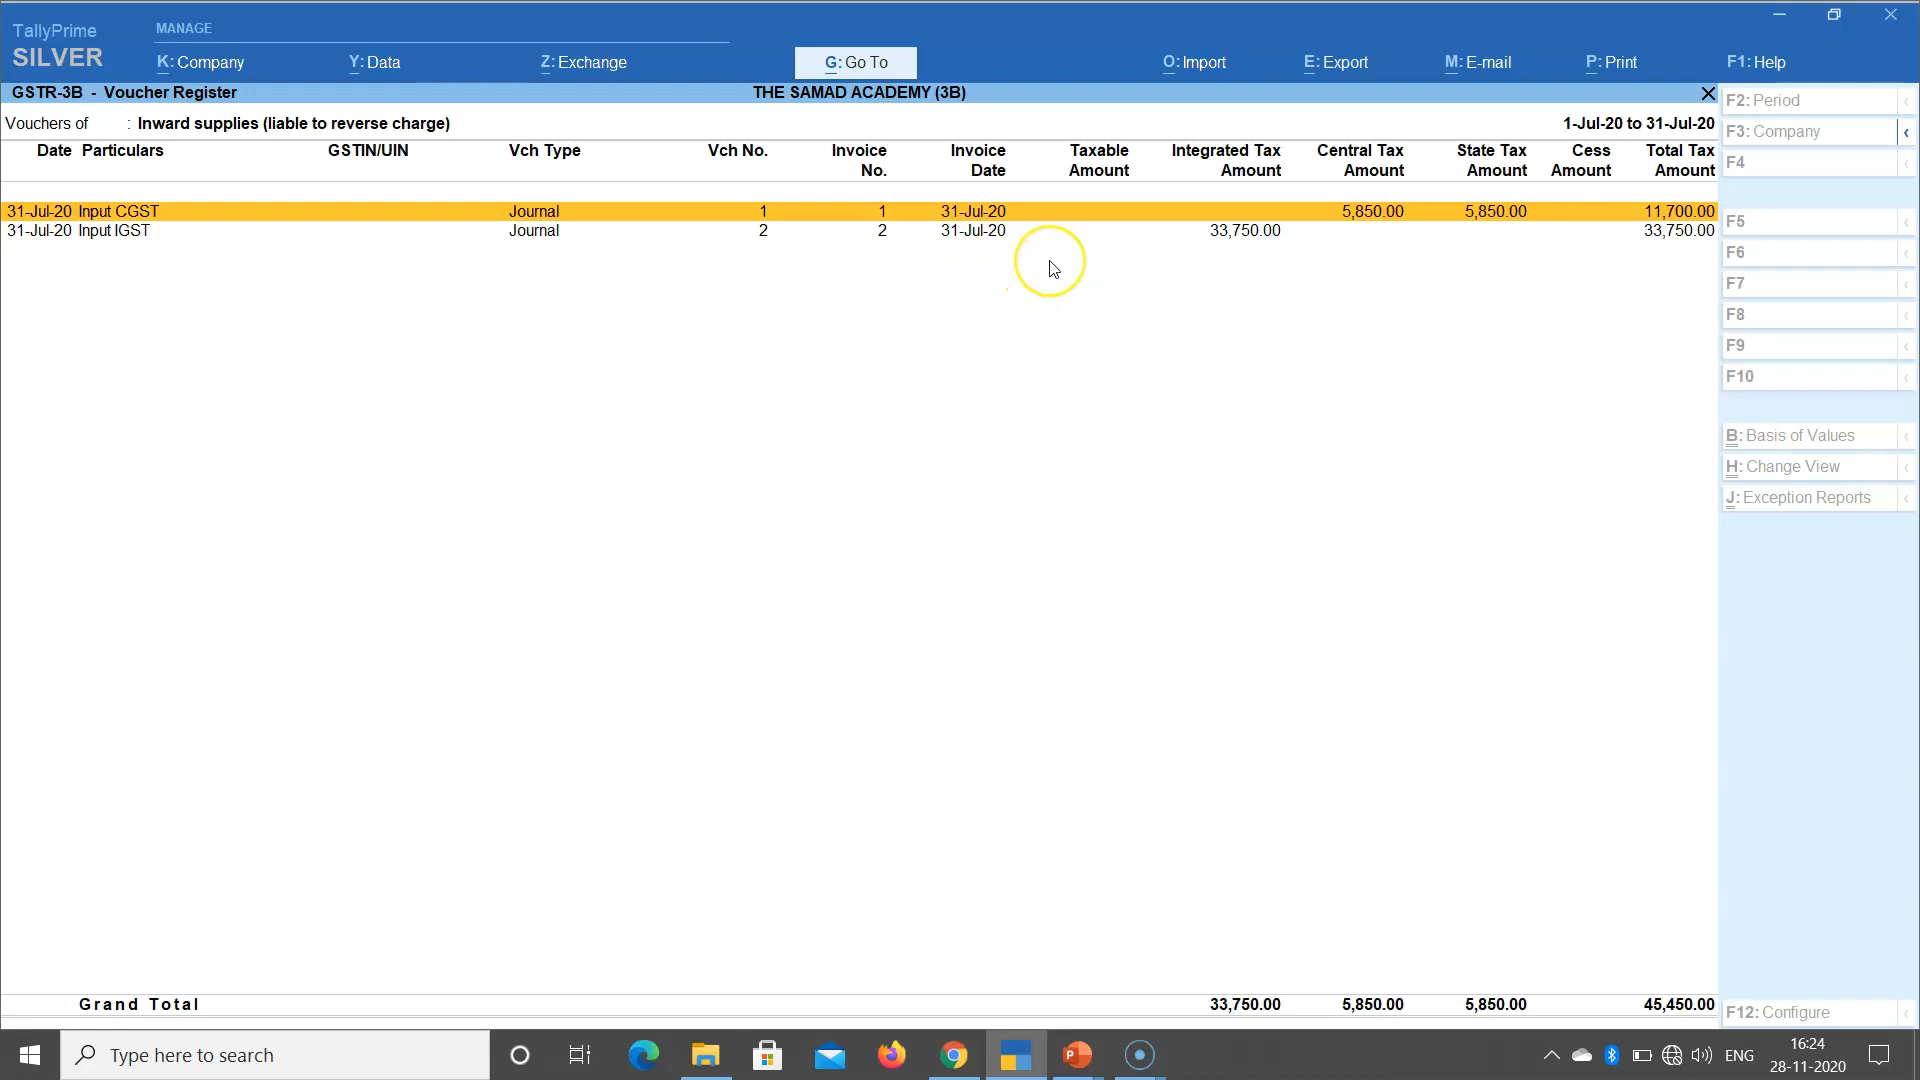 TallyPrime
SILVER
MANAGE
K: Company Y: Data Z: Exchange G: Go To O: Import E: Export M: E-mail P: Print F1: Help
GSTR-3B - Voucher Register THE SAMAD ACADEMY (3B)
Vouchers of : Inward supplies (liable to reverse charge) 1-Jul-20 to 31-Jul-20
Date Particulars GSTIN/UIN Vch Type Vch No. Invoice No. Invoice Date Taxable Amount Integrated Tax Amount Central Tax Amount State Tax Amount Cess Amount Total Tax Amount
31-Jul-20 Input CGST Journal 1 1 31-Jul-20 5,850.00 5,850.00 11,700.00
31-Jul-20 Input IGST Journal 2 2 31-Jul-20 33,750.00 33,750.00
Grand Total 33,750.00 5,850.00 5,850.00 45,450.00
F2: Period
F3: Company
F4
F5
F6
F7
F8
F9
F10
B: Basis of Values
H: Change View
J: Exception Reports
F12: Configure
Type here to search
ENG
16:24
28-11-2020